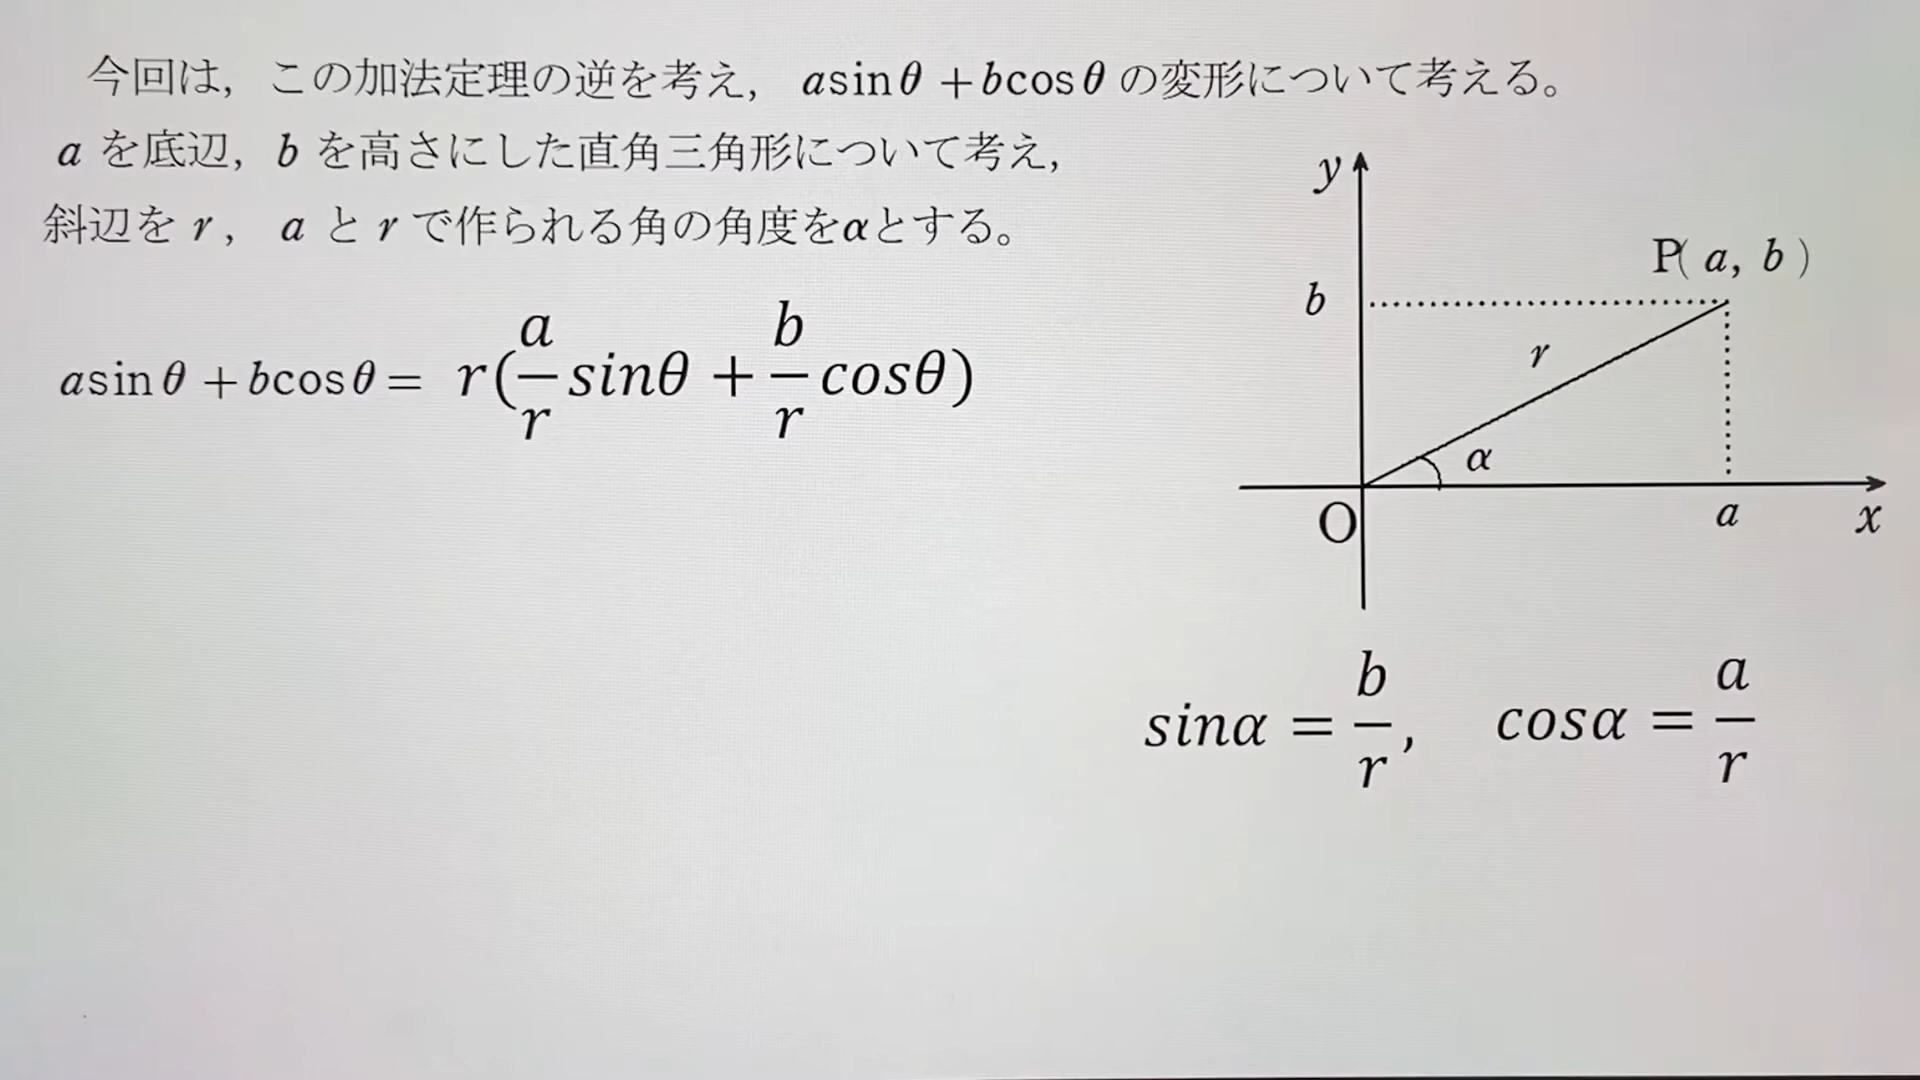 今回は, この加法定理の逆を考え, asinθ +bcosθ の変形について考える。
a を底辺, b を高さにした直角三角形について考え,
斜辺を r, a と r で作られる角の角度をαとする。
asinθ +bcosθ = r(a/r sinθ + b/r cosθ)
y
P( a, b )
b
r
α
O
a
x
sinα = b/r, cosα = a/r